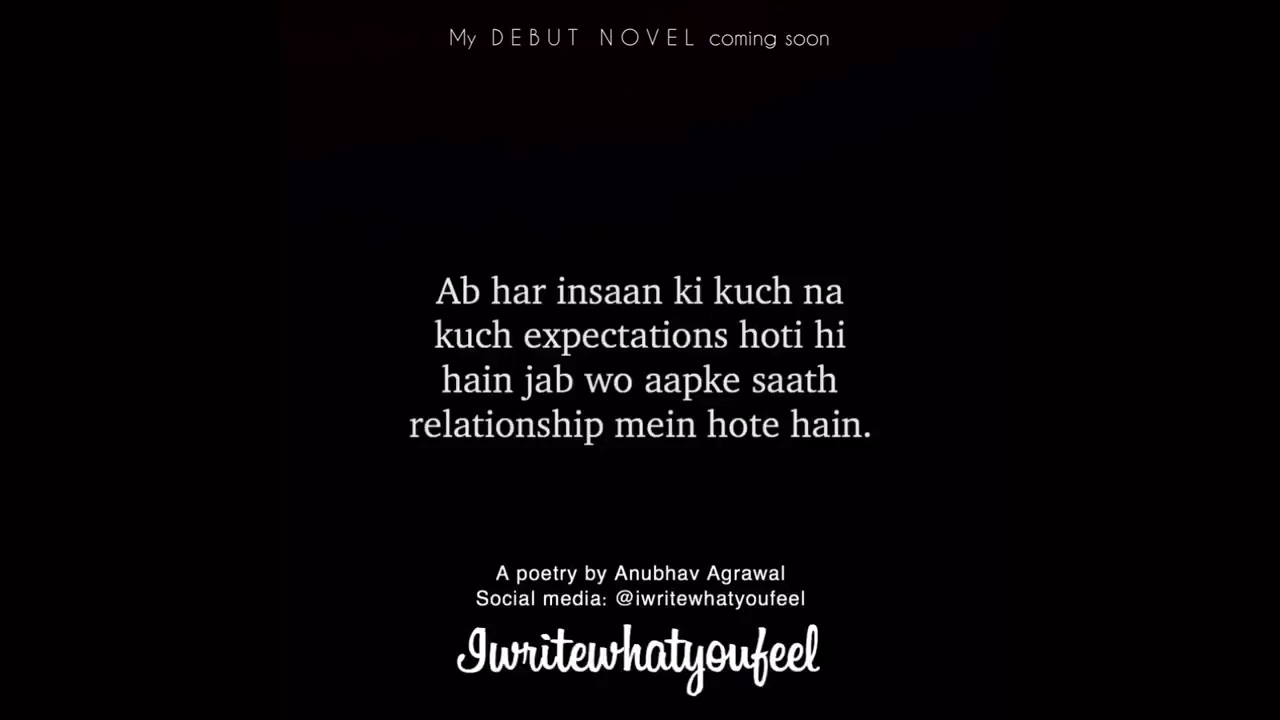 My DEBUT NOVEL coming soon
Ab har insaan ki kuch na
kuch expectations hoti hi
hain jab wo aapke saath
relationship mein hote hain.
A poetry by Anubhav Agrawal
Social media: @iwritewhatyoufeel
Iwritewhatyoufeel